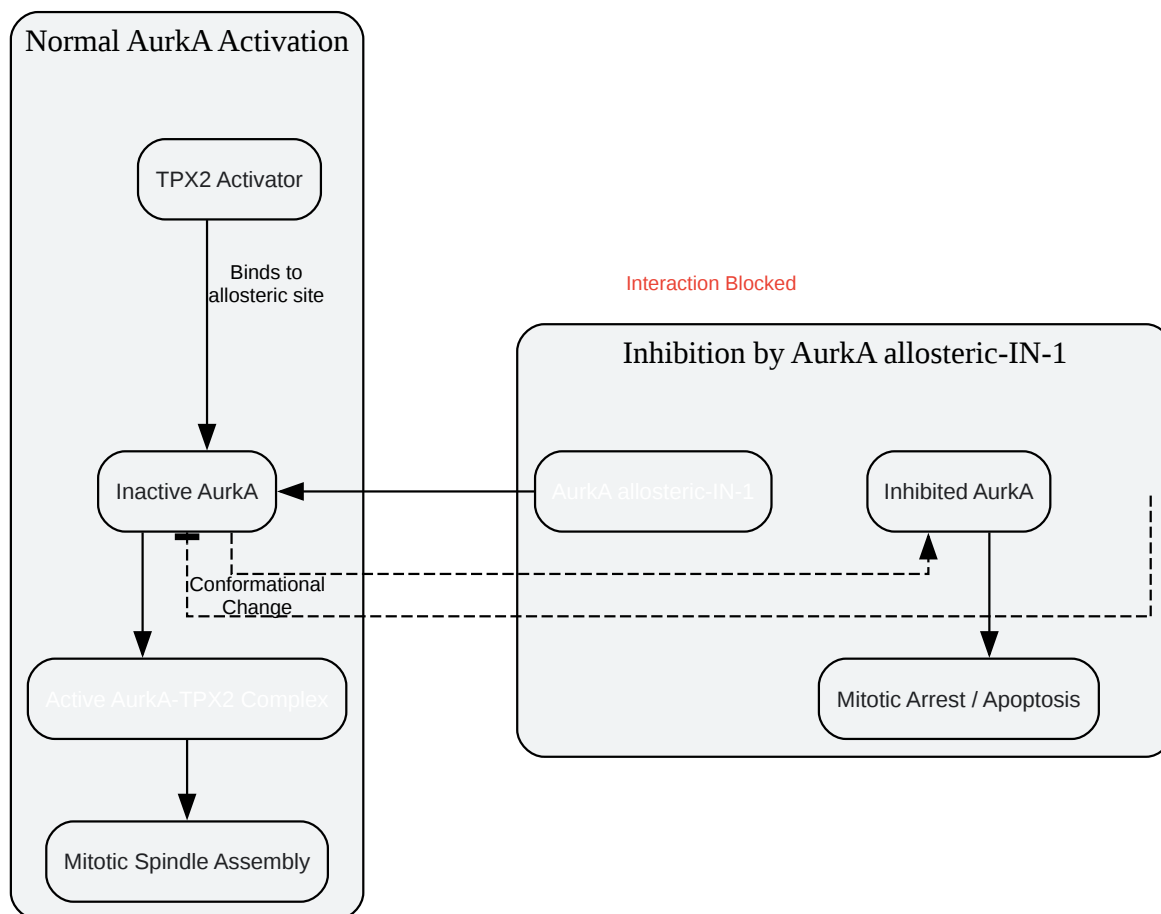 Normal AurkA Activation
TPX2 Activator
Binds to
allosteric site
Inactive AurkA
Conformational
Change
Active AurkA-TPX2 Complex
Mitotic Spindle Assembly
Interaction Blocked
Inhibition by AurkA allosteric-IN-1
AurkA allosteric-IN-1
Inhibited AurkA
Mitotic Arrest / Apoptosis